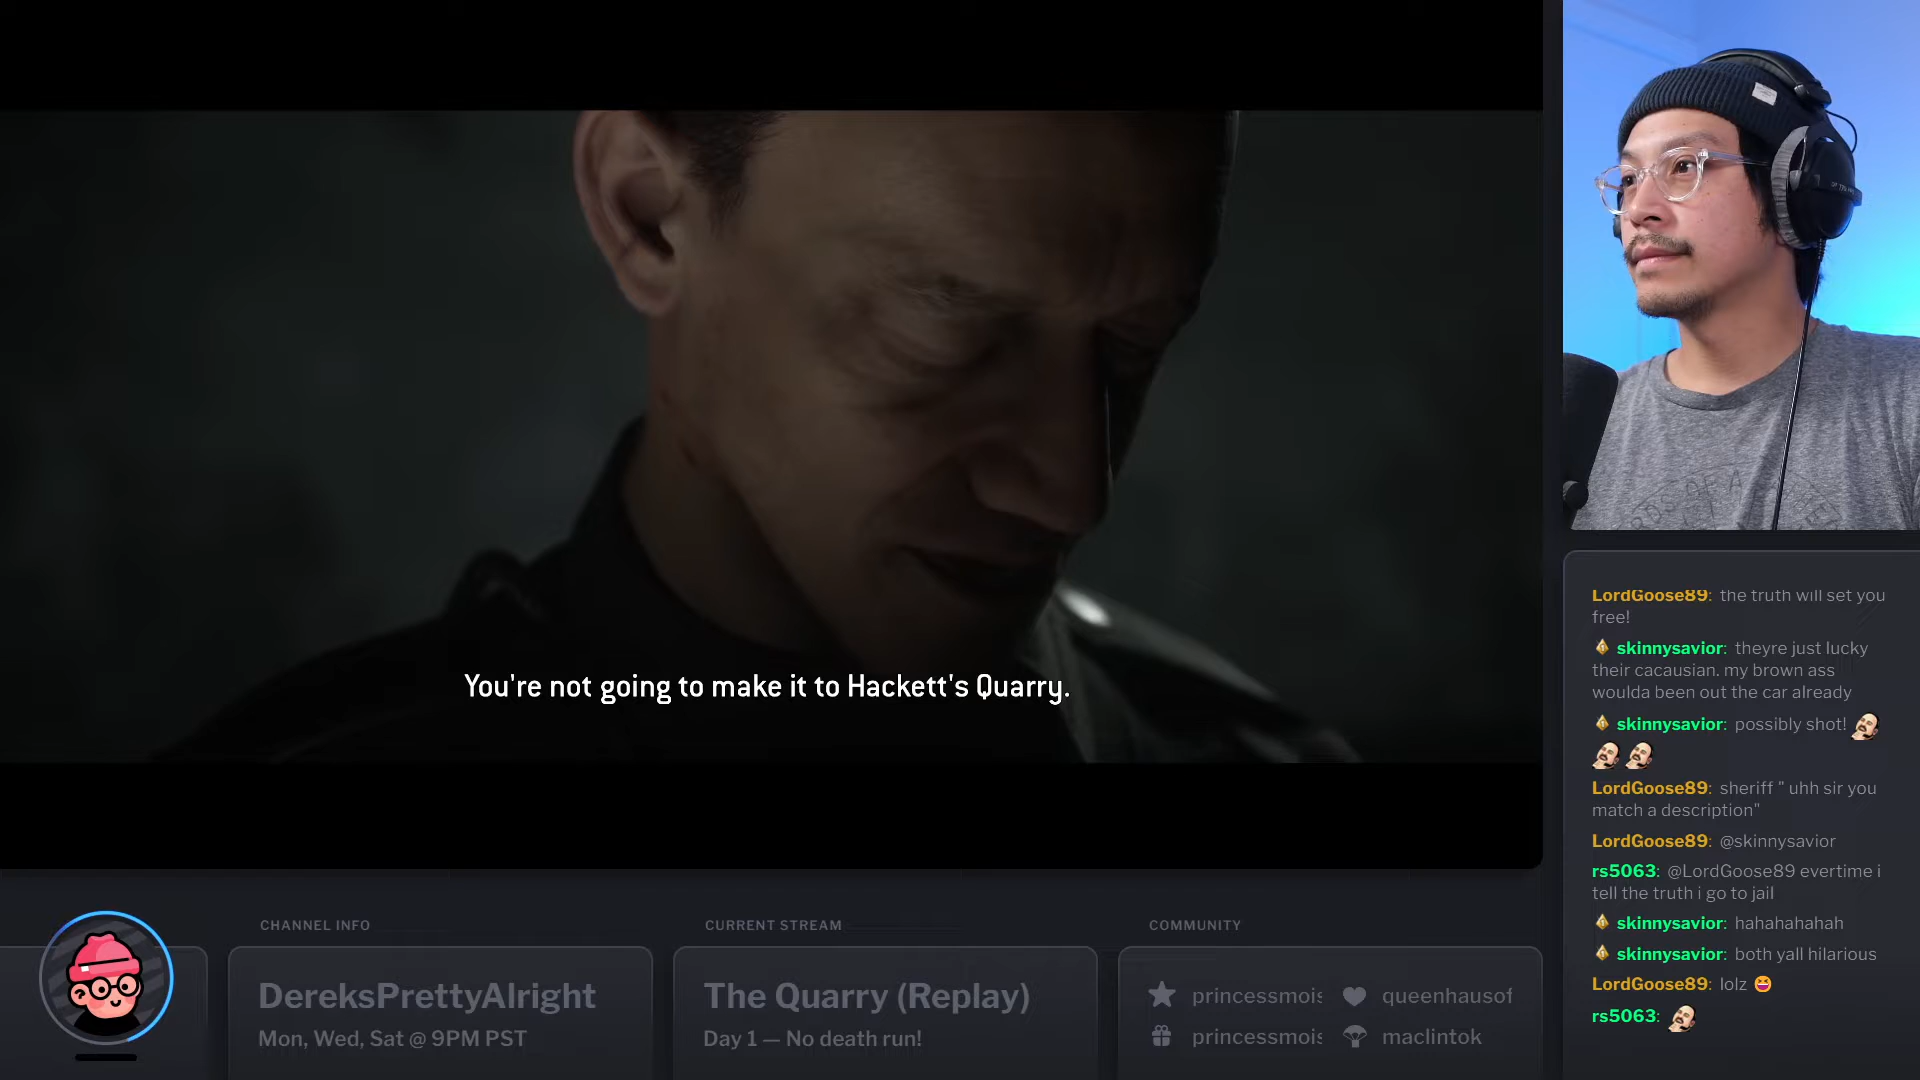 You're not going to make it to Hackett's Quarry.
LordGoose89: the truth will set you
free!
skinnysavior: theyre just lucky
their cacausian. my brown ass
woulda been out the car already
skinnysavior: possibly shot!
LordGoose89: sheriff " uhh sir you
match a description"
LordGoose89: @skinnysavior
rs5063: @LordGoose89 evertime i
tell the truth i go to jail
skinnysavior: hahahahahah
skinnysavior: both yall hilarious
LordGoose89: lolz 😆
rs5063:
CHANNEL INFO
DereksPrettyAlright
Mon, Wed, Sat @ 9PM PST
CURRENT STREAM
The Quarry (Replay)
Day 1 — No death run!
COMMUNITY
princessmois queenhausof
princessmois maclintok